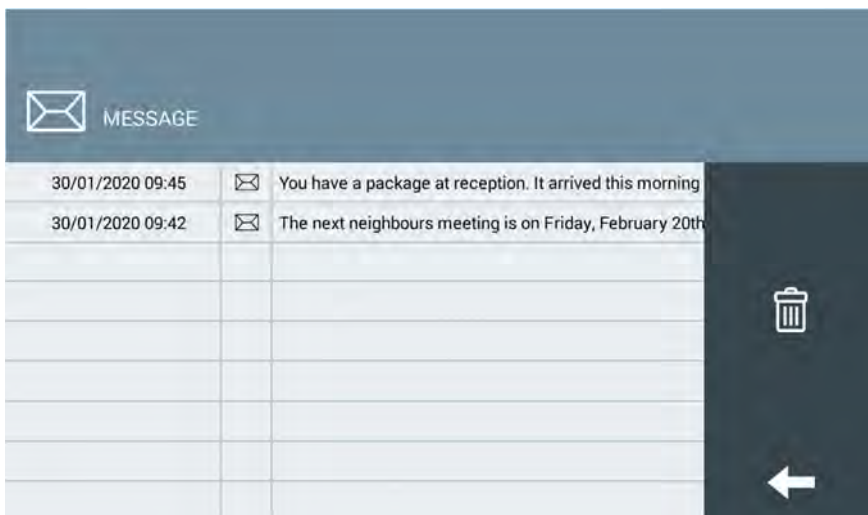 MESSAGE
30/01/2020 09:45 You have a package at reception. It arrived this morning
30/01/2020 09:42 The next neighbours meeting is on Friday, February 20th